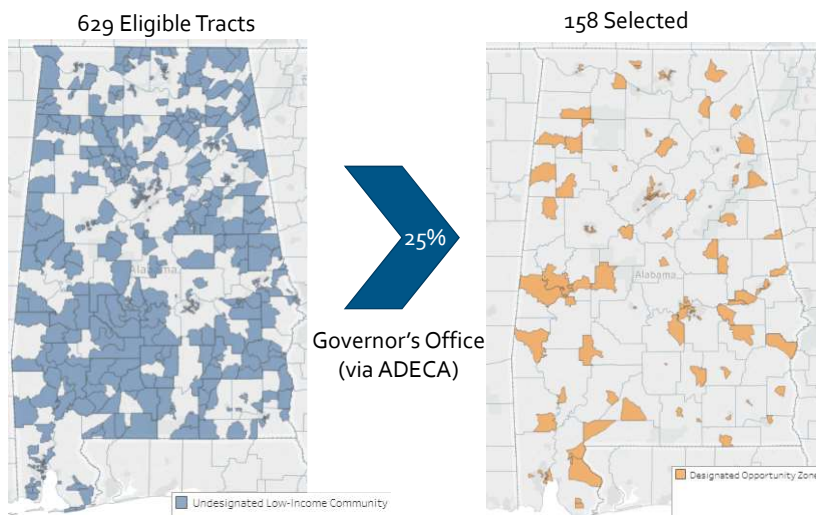 629 Eligible Tracts
158 Selected
Alabama
25%
Alabama
Governor's Office
(via ADECA)
Undesignated Low-Income Community
Designated Opportunity Zone